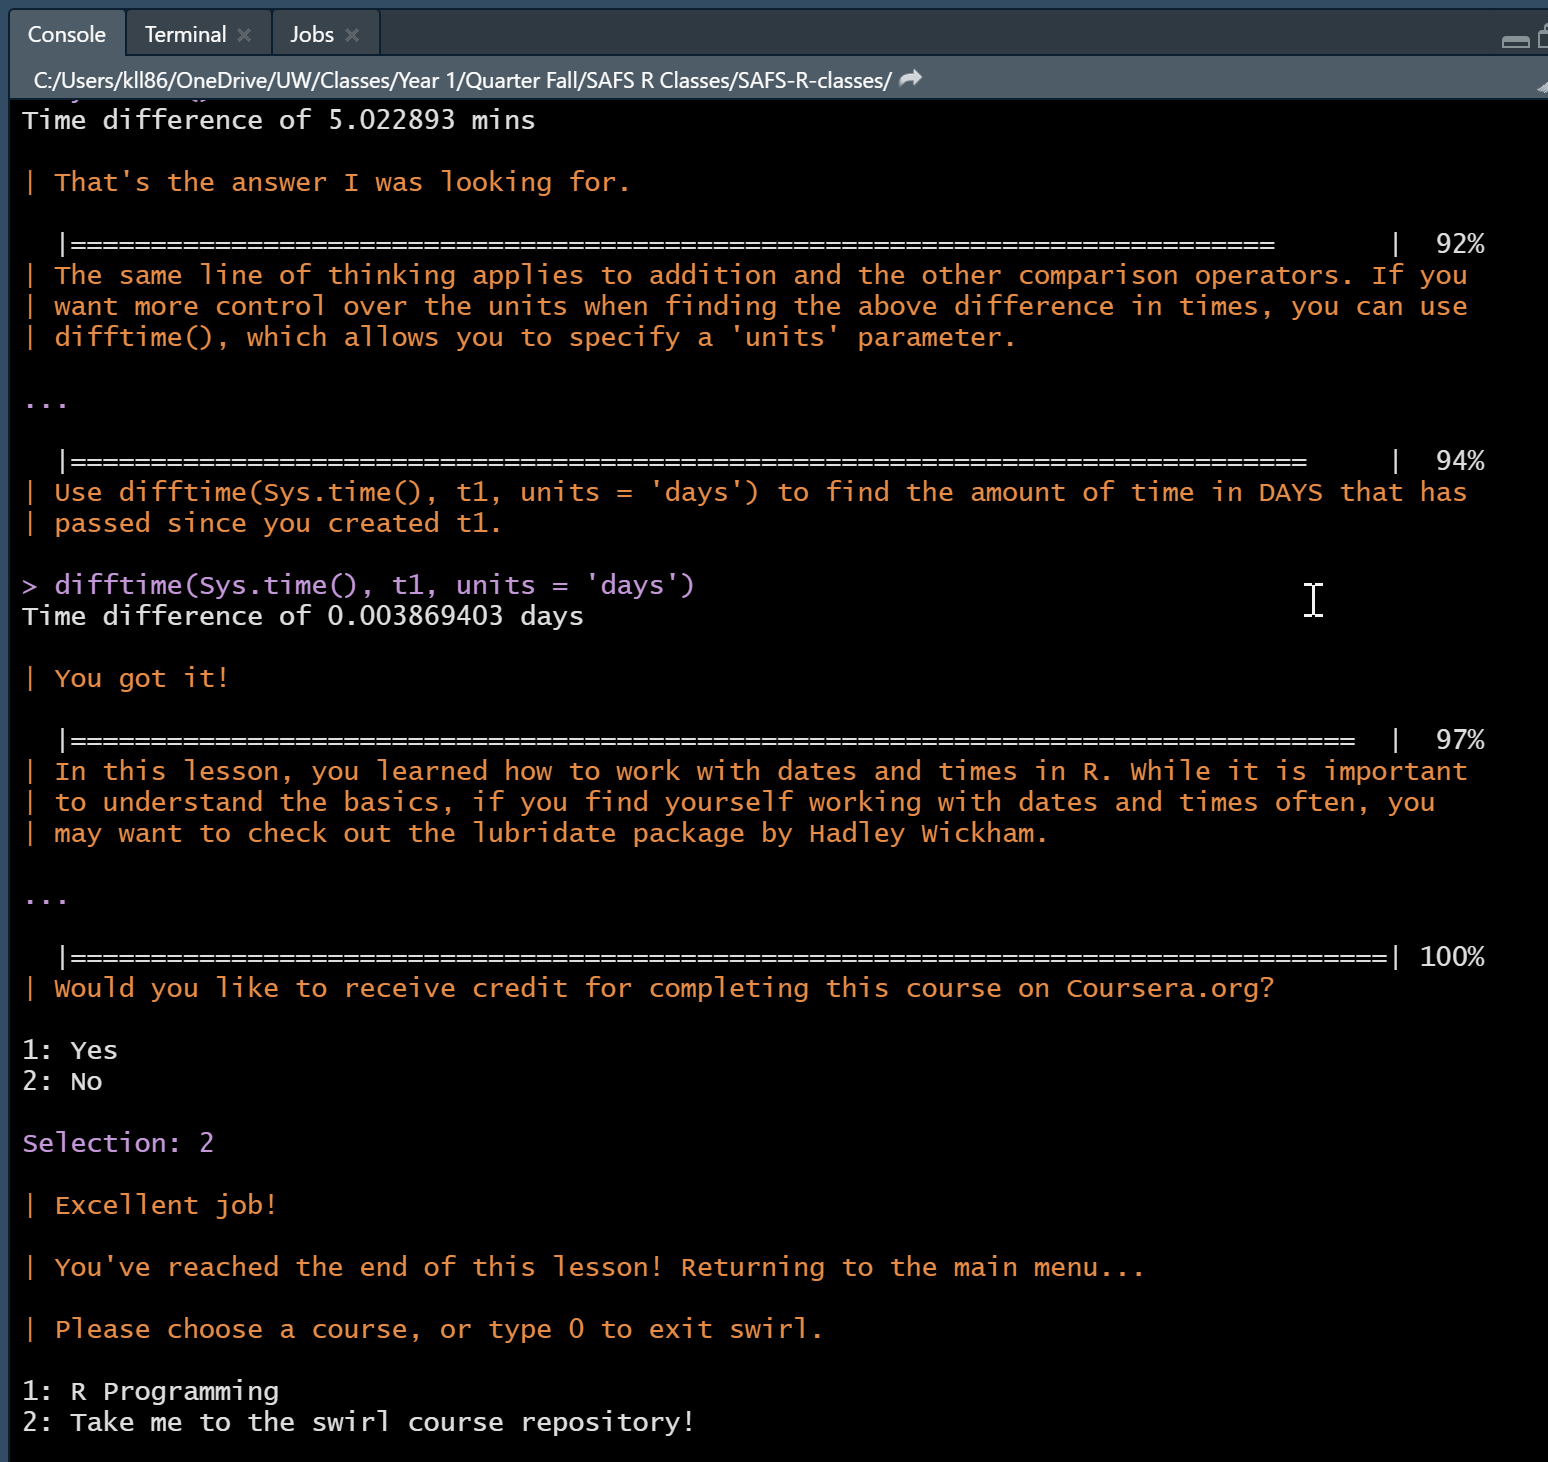 Console Terminal Jobs
C:/Users/kll86/OneDrive/UW/Classes/Year 1/Quarter Fall/SAFS R Classes/SAFS-R-classes/
Time difference of 5.022893 mins
| That's the answer I was looking for.
|=========================================================================== | 92%
| The same line of thinking applies to addition and the other comparison operators. If you
| want more control over the units when finding the above difference in times, you can use
| difftime(), which allows you to specify a 'units' parameter.
...
|============================================================================= | 94%
| Use difftime(Sys.time(), t1, units = 'days') to find the amount of time in DAYS that has
| passed since you created t1.
> difftime(Sys.time(), t1, units = 'days')
Time difference of 0.003869403 days
| You got it!
|================================================================================ | 97%
| In this lesson, you learned how to work with dates and times in R. While it is important
| to understand the basics, if you find yourself working with dates and times often, you
| may want to check out the lubridate package by Hadley Wickham.
...
|==================================================================================| 100%
| Would you like to receive credit for completing this course on Coursera.org?
1: Yes
2: No
Selection: 2
| Excellent job!
| You've reached the end of this lesson! Returning to the main menu...
| Please choose a course, or type 0 to exit swirl.
1: R Programming
2: Take me to the swirl course repository!